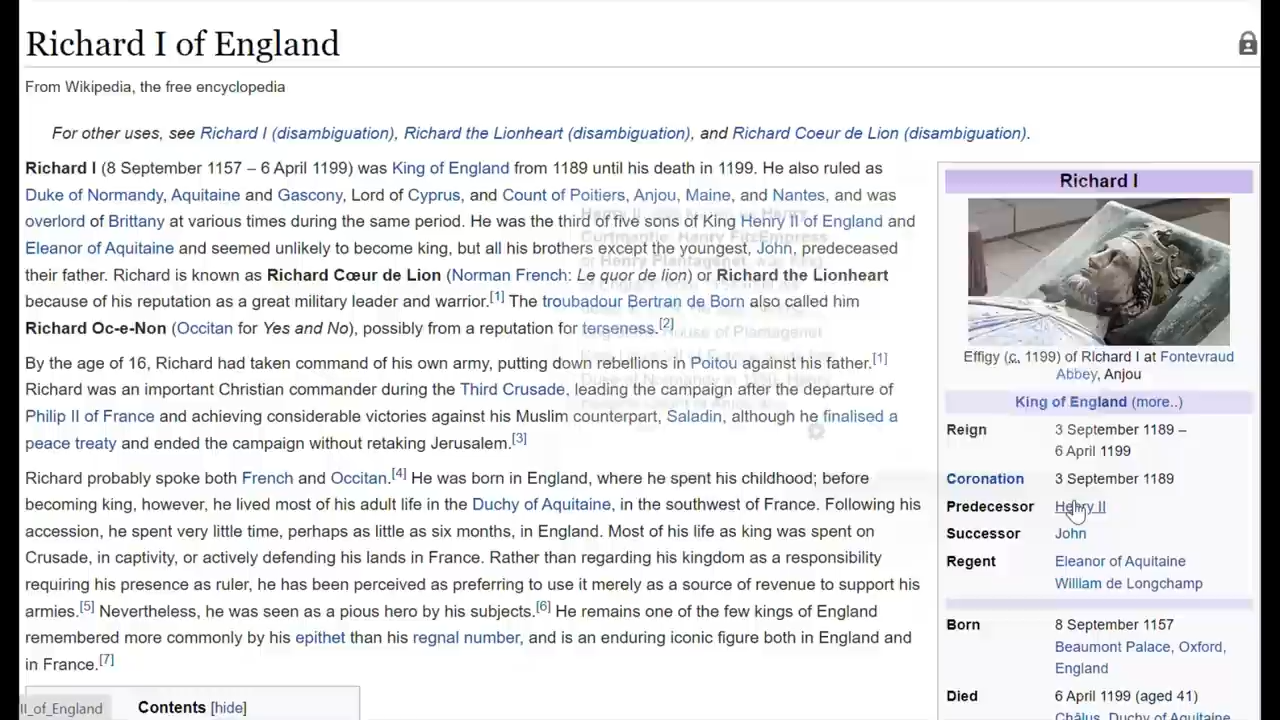 Richard I of England
From Wikipedia, the free encyclopedia
For other uses, see Richard I (disambiguation), Richard the Lionheart (disambiguation), and Richard Coeur de Lion (disambiguation).
Richard I (8 September 1157 – 6 April 1199) was King of England from 1189 until his death in 1199. He also ruled as
Duke of Normandy, Aquitaine and Gascony, Lord of Cyprus, and Count of Poitiers, Anjou, Maine, and Nantes, and was
overlord of Brittany at various times during the same period. He was the third of five sons of King Henry II of England and
Eleanor of Aquitaine and seemed unlikely to become king, but all his brothers except the youngest, John, predeceased
their father. Richard is known as Richard Cœur de Lion (Norman French: Le quor de lion) or Richard the Lionheart
because of his reputation as a great military leader and warrior.[1] The troubadour Bertran de Born also called him
Richard Oc-e-Non (Occitan for Yes and No), possibly from a reputation for terseness.[2]
By the age of 16, Richard had taken command of his own army, putting down rebellions in Poitou against his father.[1]
Richard was an important Christian commander during the Third Crusade, leading the campaign after the departure of
Philip II of France and achieving considerable victories against his Muslim counterpart, Saladin, although he finalised a
peace treaty and ended the campaign without retaking Jerusalem.[3]
Richard probably spoke both French and Occitan.[4] He was born in England, where he spent his childhood; before
becoming king, however, he lived most of his adult life in the Duchy of Aquitaine, in the southwest of France. Following his
accession, he spent very little time, perhaps as little as six months, in England. Most of his life as king was spent on
Crusade, in captivity, or actively defending his lands in France. Rather than regarding his kingdom as a responsibility
requiring his presence as ruler, he has been perceived as preferring to use it merely as a source of revenue to support his
armies.[5] Nevertheless, he was seen as a pious hero by his subjects.[6] He remains one of the few kings of England
remembered more commonly by his epithet than his regnal number, and is an enduring iconic figure both in England and
in France.[7]
Contents [hide]
II_of_England
Richard I
Effigy (c. 1199) of Richard I at Fontevraud
Abbey, Anjou
King of England (more..)
Reign 3 September 1189 –
6 April 1199
Coronation 3 September 1189
Predecessor Henry II
Successor John
Regent Eleanor of Aquitaine
William de Longchamp
Born 8 September 1157
Beaumont Palace, Oxford,
England
Died 6 April 1199 (aged 41)
Châlus, Duchy of Aquitaine